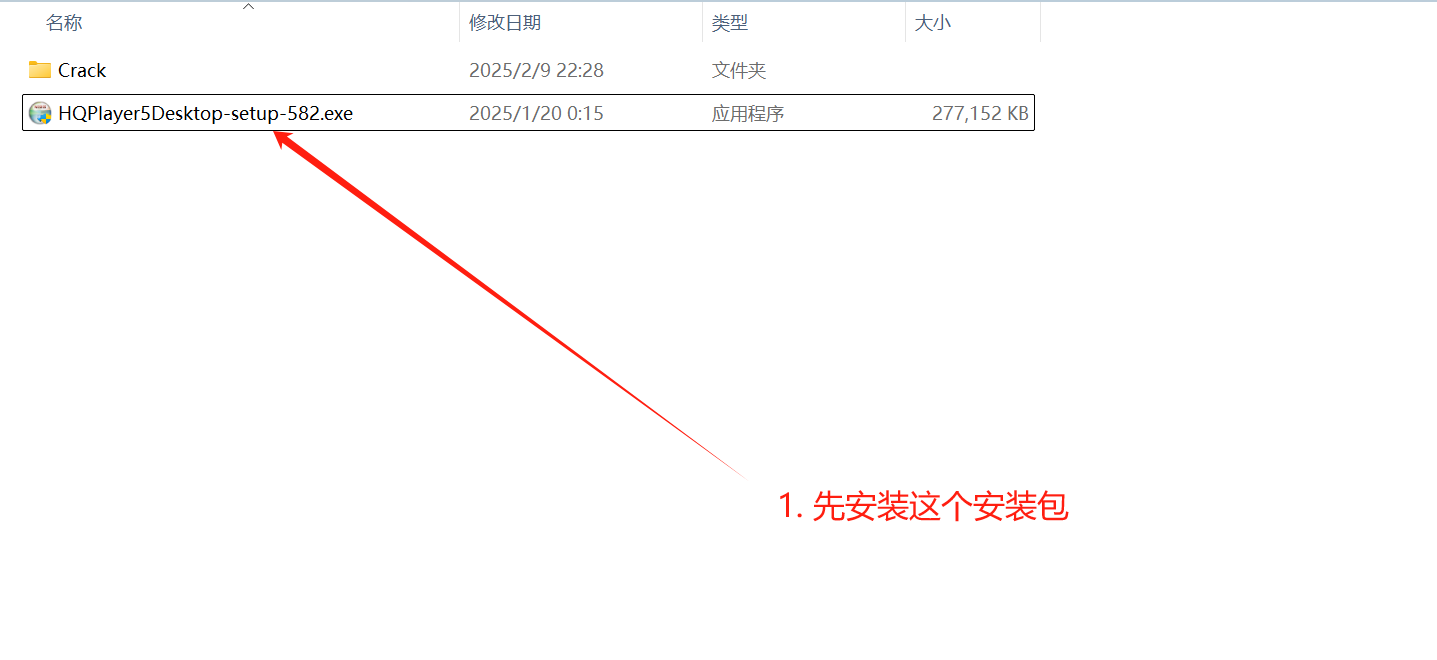 名称 修改日期 类型 大小
Crack 2025/2/9 22:28 文件夹
HQPlayer5Desktop-setup-582.exe 2025/1/20 0:15 应用程序 277,152 KB
1. 先安装这个安装包